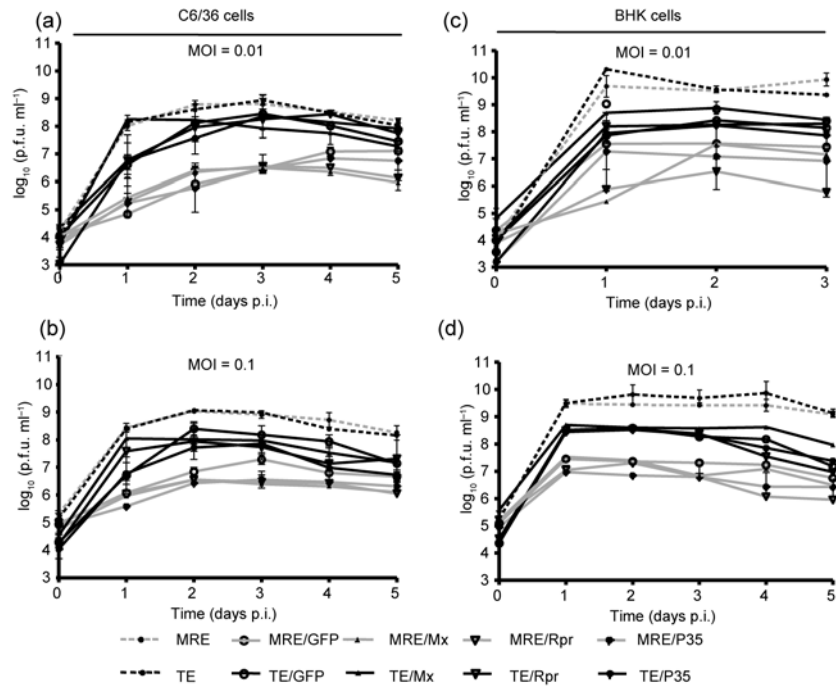 C6/36 cells
BHK cells
(a)
MOI = 0.01
11
10
9
8
7
6
5
4
3
log₁₀ (p.f.u. ml⁻¹)
0 1 2 3 4 5
Time (days p.i.)
(c)
MOI = 0.01
11
10
9
8
7
6
5
4
3
log₁₀ (p.f.u. ml⁻¹)
0 1 2 3
Time (days p.i.)
(b)
MOI = 0.1
11
10
9
8
7
6
5
4
3
log₁₀ (p.f.u. ml⁻¹)
0 1 2 3 4 5
Time (days p.i.)
(d)
MOI = 0.1
11
10
9
8
7
6
5
4
3
log₁₀ (p.f.u. ml⁻¹)
0 1 2 3 4 5
Time (days p.i.)
MRE MRE/GFP MRE/Mx MRE/Rpr MRE/P35
TE TE/GFP TE/Mx TE/Rpr TE/P35